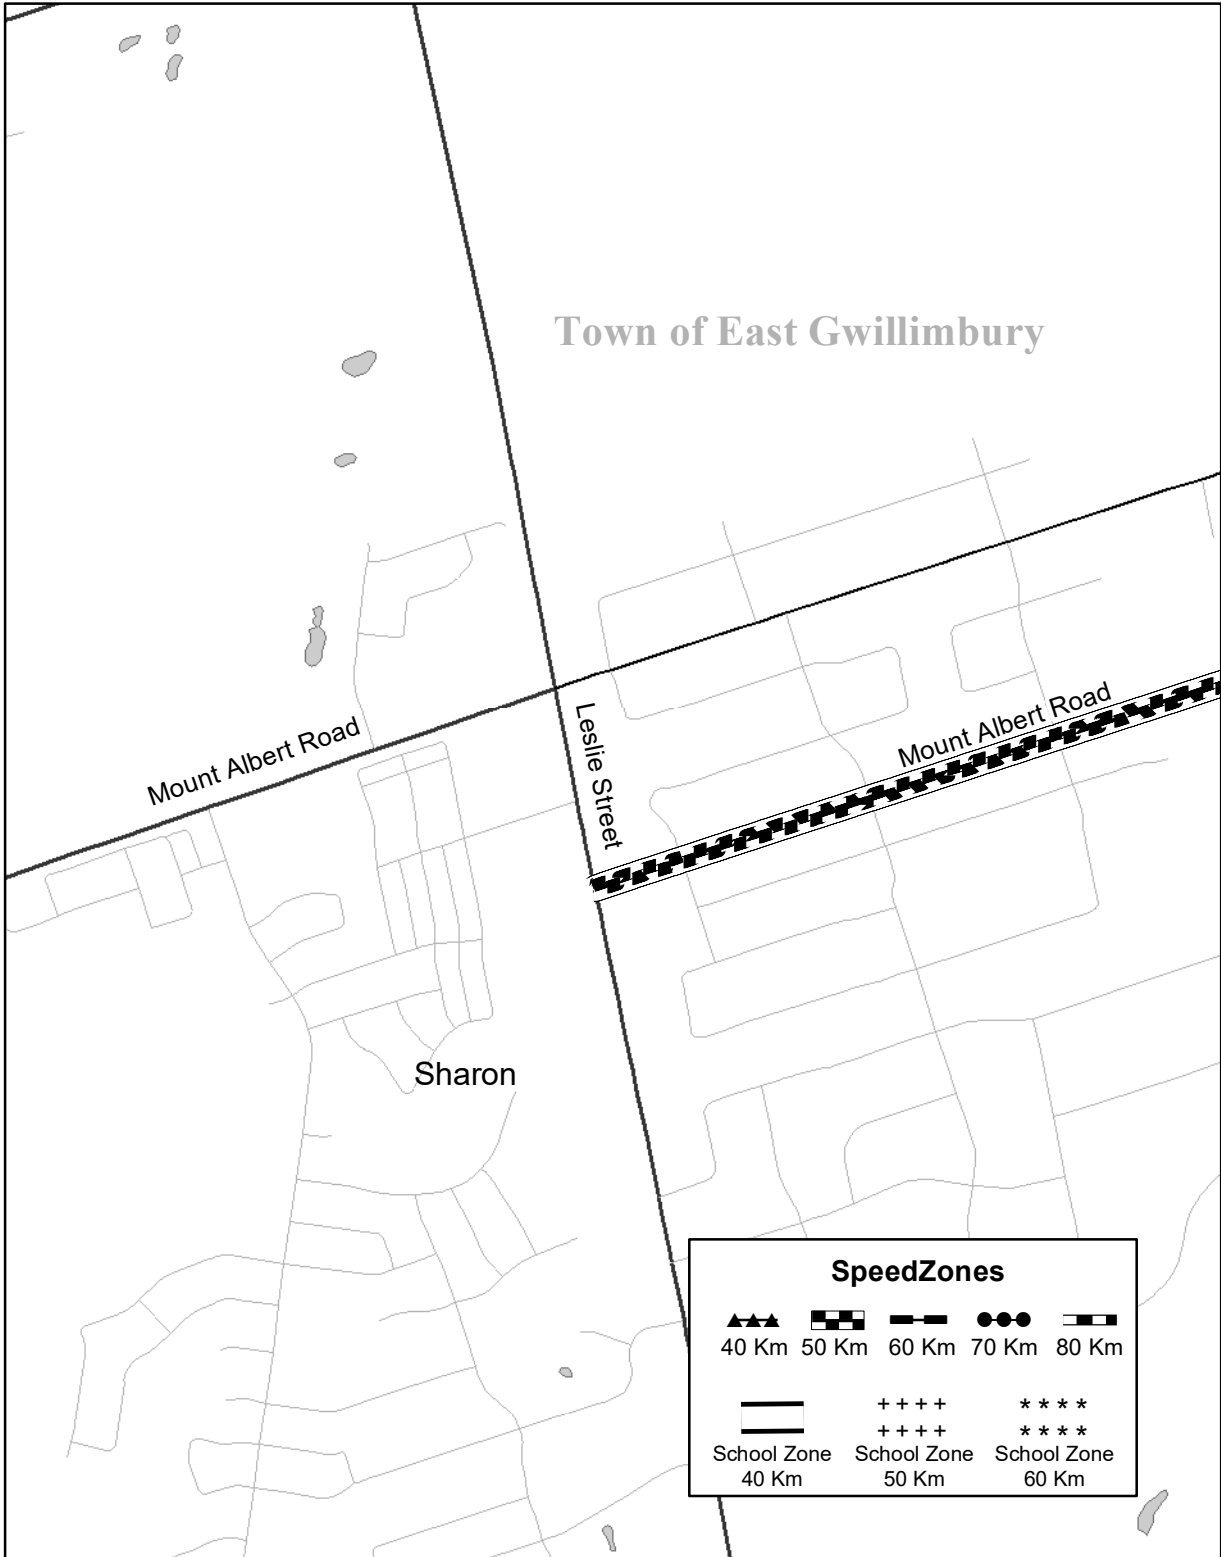 Town of East Gwillimbury
Mount Albert Road
Leslie Street
Mount Albert Road
Sharon
SpeedZones
40 Km 50 Km 60 Km 70 Km 80 Km
School Zone School Zone School Zone
40 Km 50 Km 60 Km